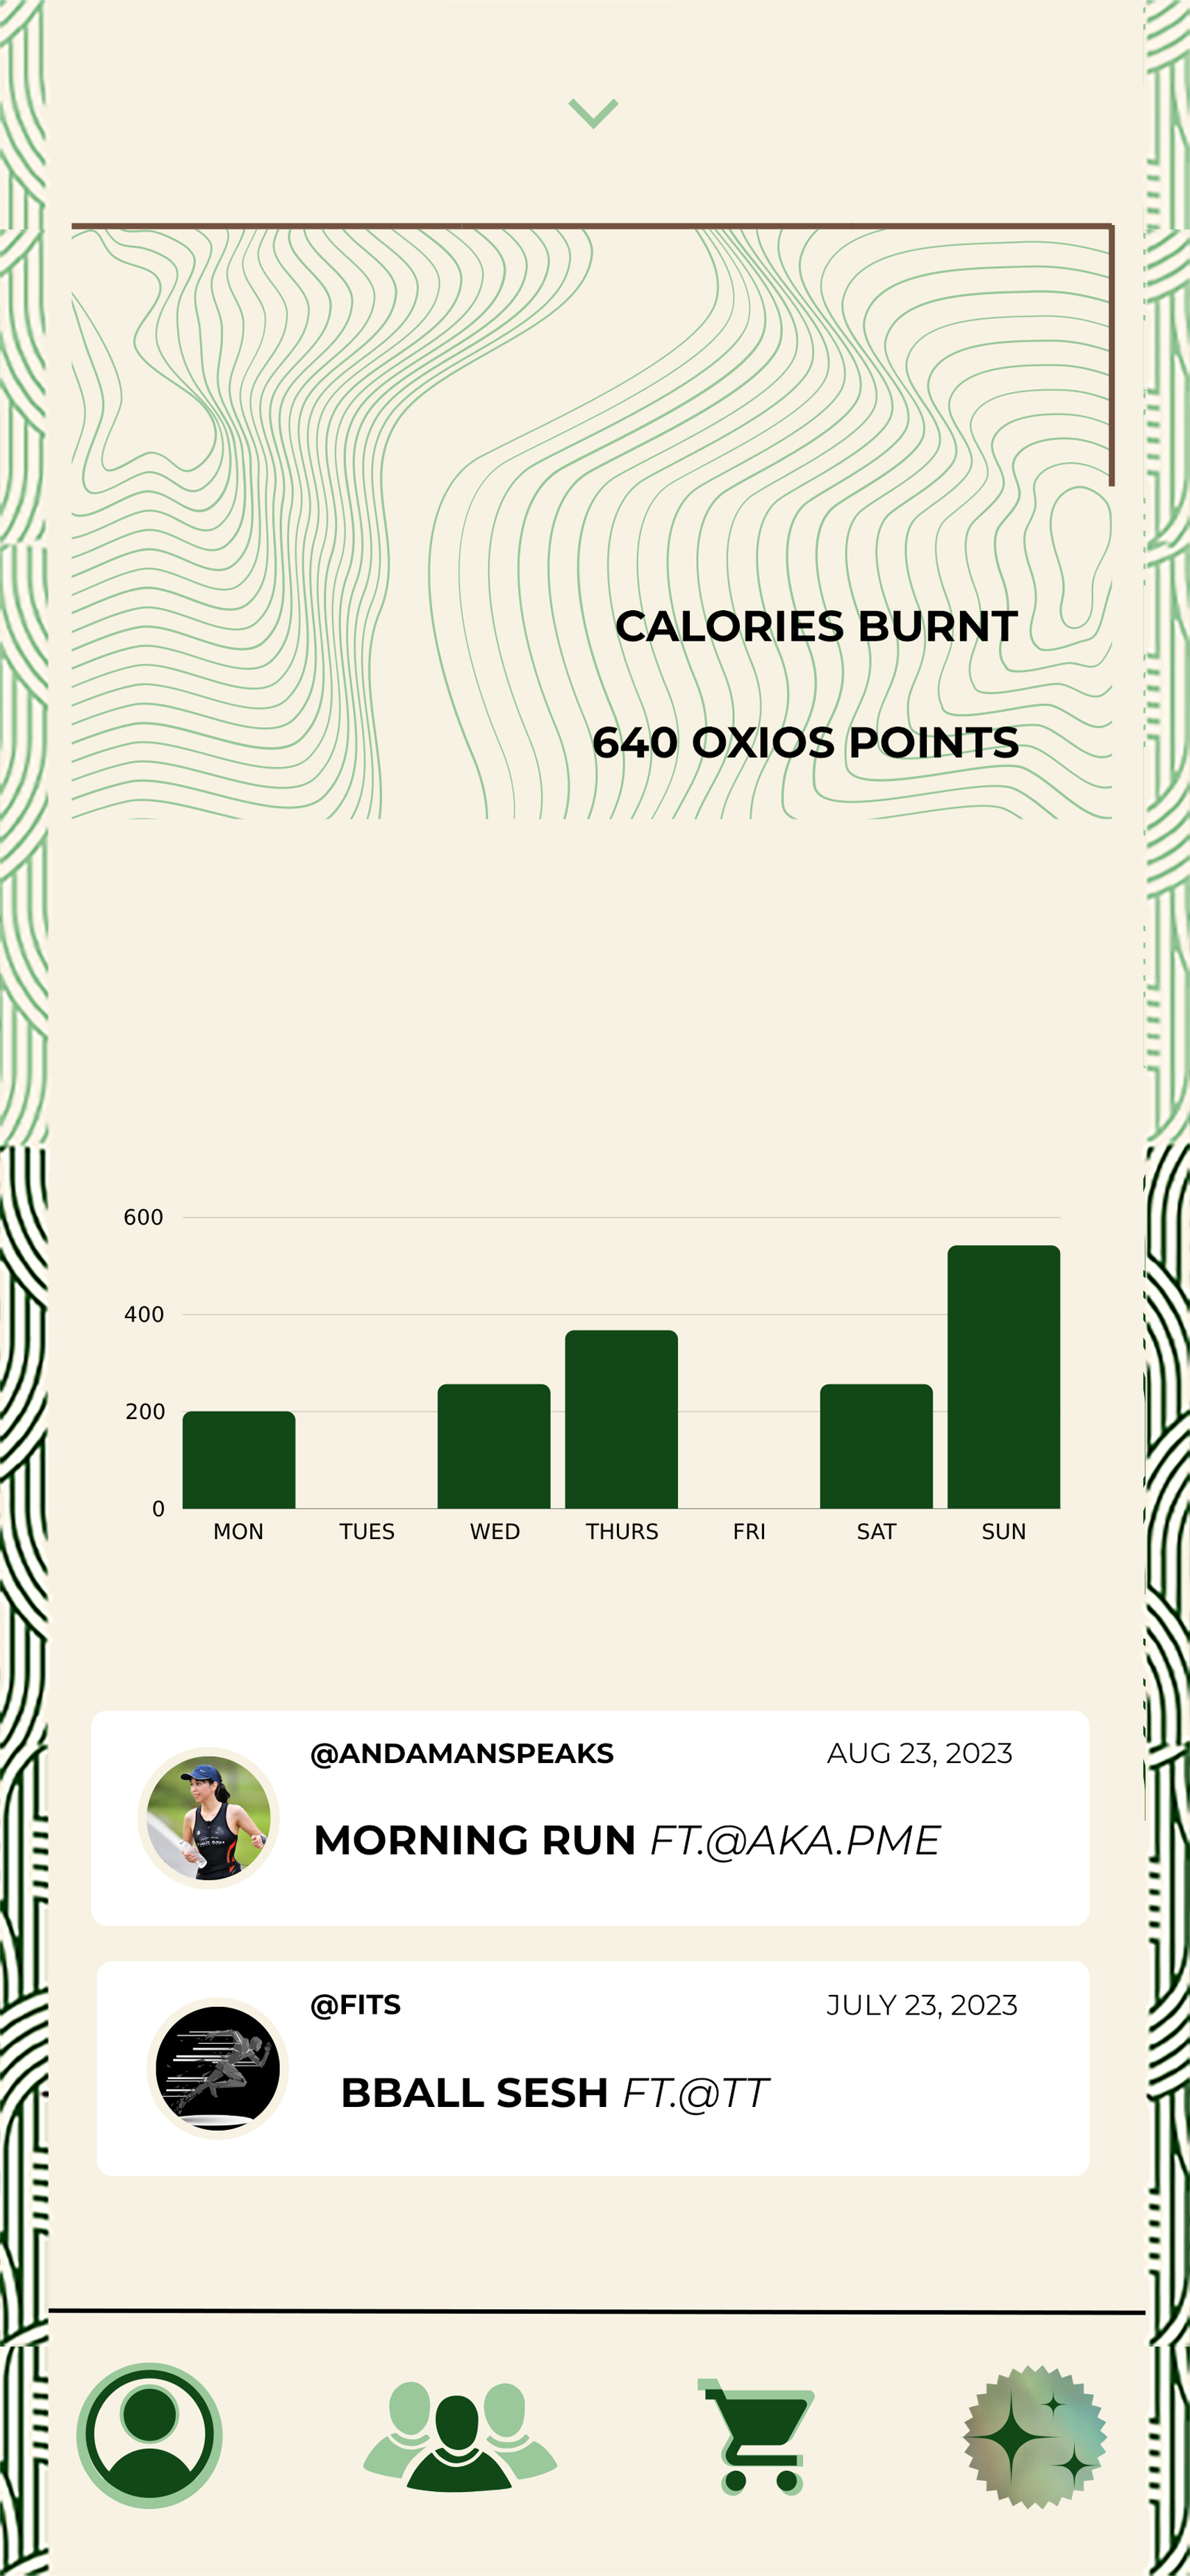 CALORIES BURNT
640 OXIOS POINTS
600
400
200
0
MON TUES WED THURS FRI SAT SUN
@ANDAMANSPEAKS AUG 23, 2023
MORNING RUN FT.@AKA.PME
@FITS JULY 23, 2023
BBALL SESH FT.@TT